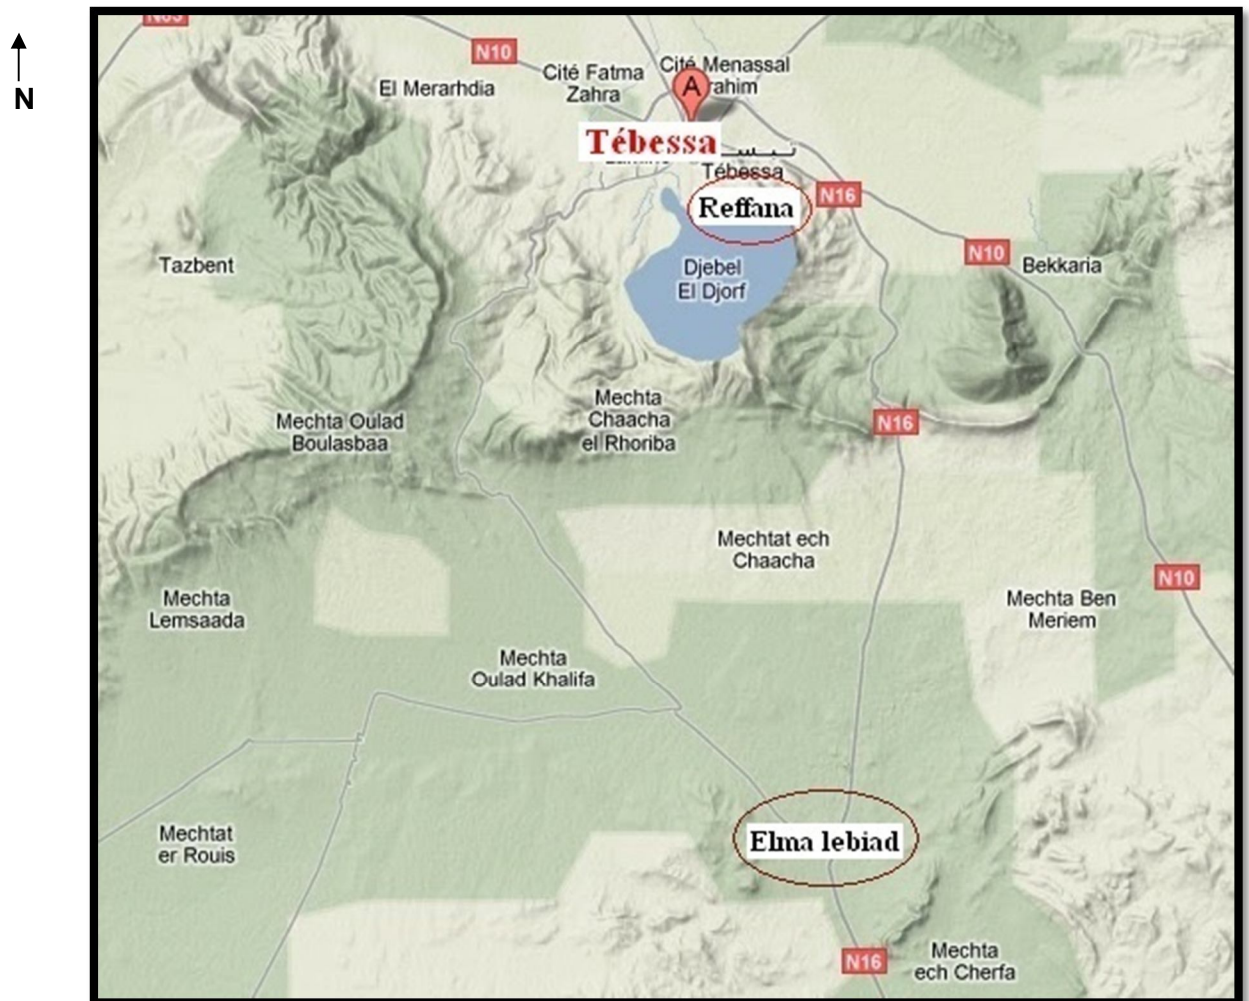 N
N10
Cité Fatma
Zahra
Cité Menassal
rahim
A
El Merarhdia
Tébessa
تبسة
Tébessa
Reffana
N16
N10
Bekkaria
Tazbent
Djebel
El Djorf
Mechta
Chaacha
el Rhoriba
Mechta Oulad
Boulasbaa
N16
Mechtat ech
Chaacha
N10
Mechta
Lemsaada
Mechta Ben
Meriem
Mechta
Oulad Khalifa
Mechtat
er Rouis
Elma lebiad
N16
Mechta
ech Cherfa